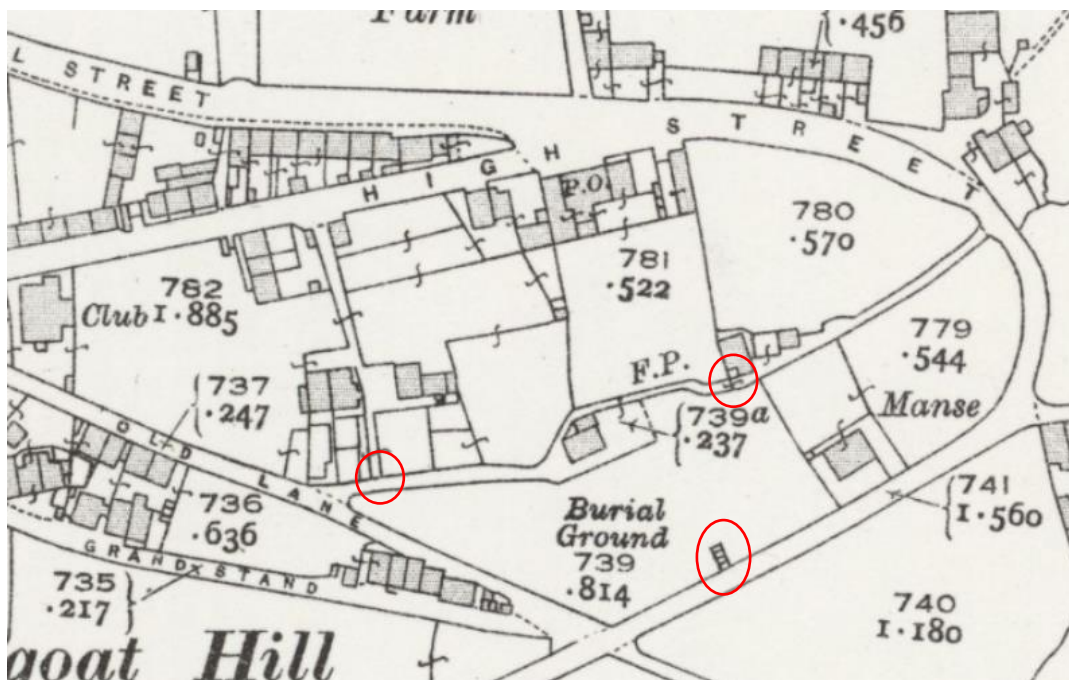 Farm
·456
L STREET
HIGH STREET
P.O.
780
·570
781
·522
782
Club 1·885
779
·544
Manse
F.P.
737
·247
739a
·237
OLD LANE
736
·636
Burial
Ground
739
·814
741
1·560
GRAND STAND
735
·217
740
1·180
goat Hill